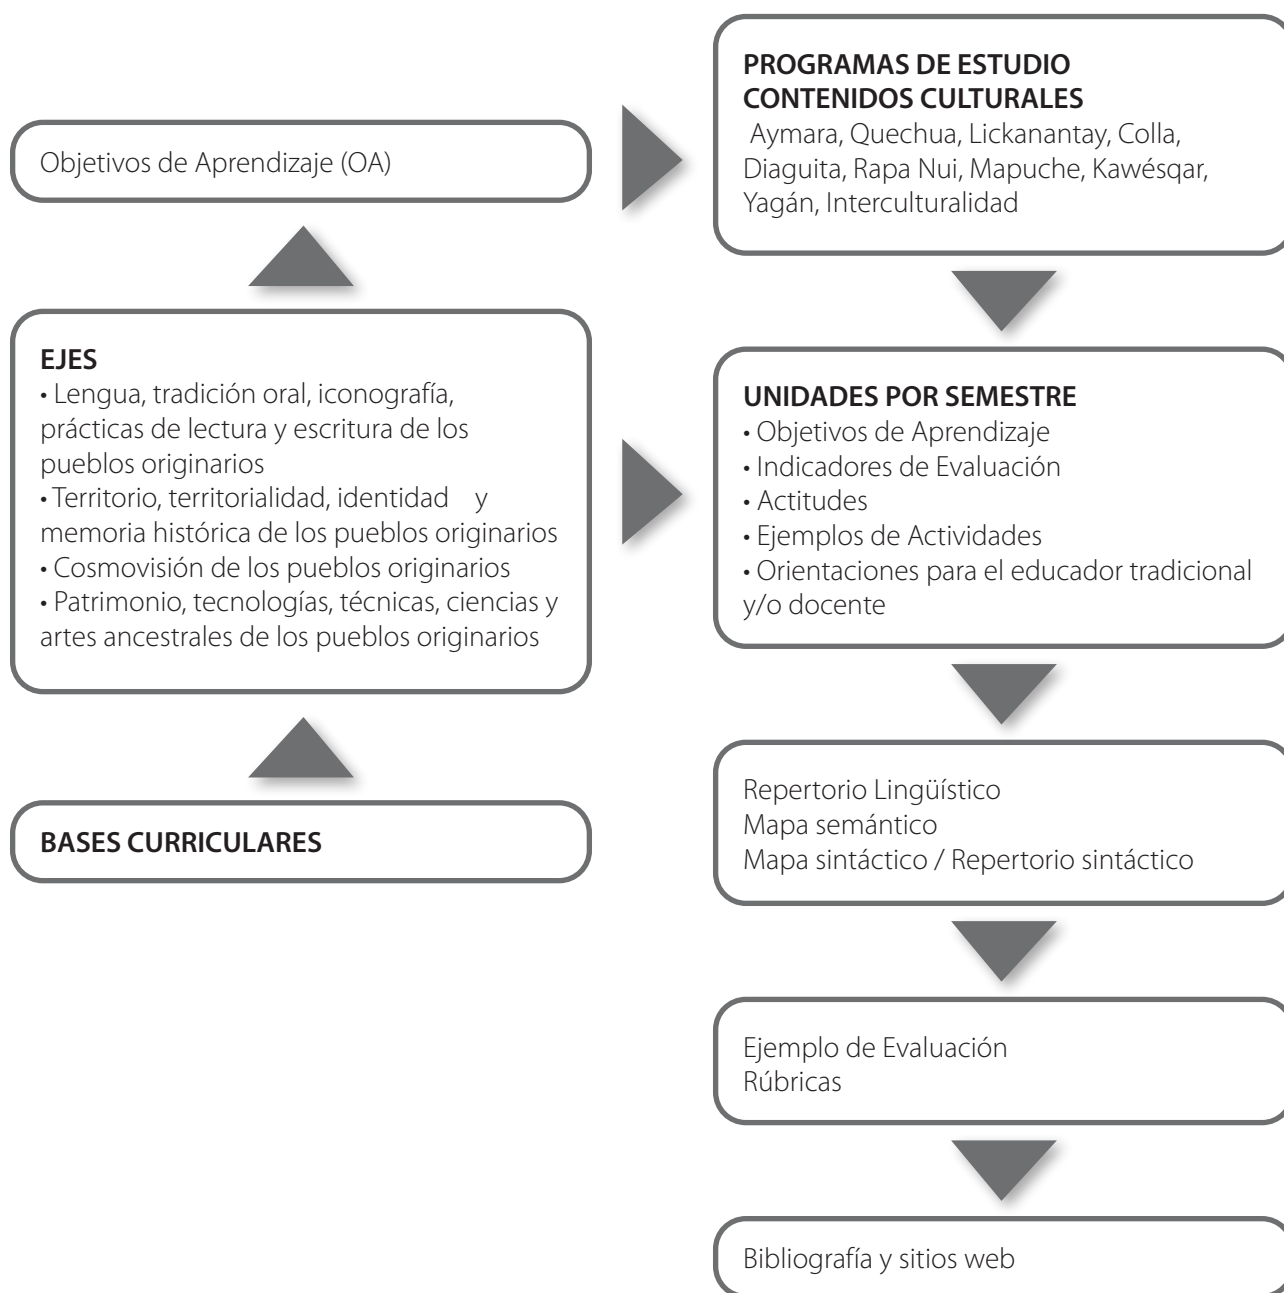 Objetivos de Aprendizaje (OA)
EJES
• Lengua, tradición oral, iconografía,
prácticas de lectura y escritura de los
pueblos originarios
• Territorio, territorialidad, identidad y
memoria histórica de los pueblos originarios
• Cosmovisión de los pueblos originarios
• Patrimonio, tecnologías, técnicas, ciencias y
artes ancestrales de los pueblos originarios
BASES CURRICULARES
PROGRAMAS DE ESTUDIO
CONTENIDOS CULTURALES
Aymara, Quechua, Lickanantay, Colla,
Diaguita, Rapa Nui, Mapuche, Kawésqar,
Yagán, Interculturalidad
UNIDADES POR SEMESTRE
• Objetivos de Aprendizaje
• Indicadores de Evaluación
• Actitudes
• Ejemplos de Actividades
• Orientaciones para el educador tradicional
y/o docente
Repertorio Lingüístico
Mapa semántico
Mapa sintáctico / Repertorio sintáctico
Ejemplo de Evaluación
Rúbricas
Bibliografía y sitios web